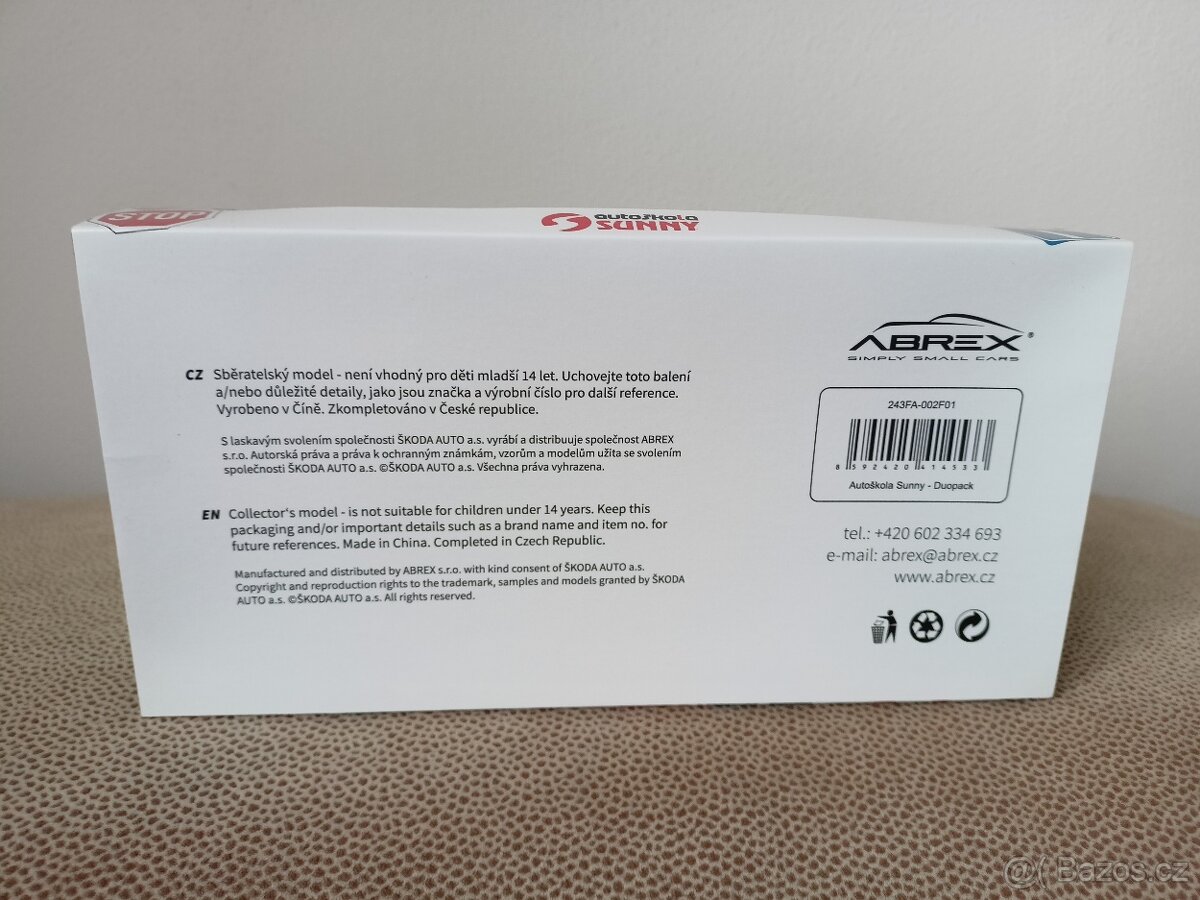 STOP
autoškola
SUNNY
ABREX®
SIMPLY SMALL CARS
CZ Sběratelský model - není vhodný pro děti mladší 14 let. Uchovejte toto balení
a/nebo důležité detaily, jako jsou značka a výrobní číslo pro další reference.
Vyrobeno v Číně. Zkompletováno v České republice.
S laskavým svolením společnosti ŠKODA AUTO a.s. vyrábí a distribuuje společnost ABREX
s.r.o. Autorská práva a práva k ochranným známkám, vzorům a modelům užita se svolením
společnosti ŠKODA AUTO a.s. ©ŠKODA AUTO a.s. Všechna práva vyhrazena.
EN Collector's model - is not suitable for children under 14 years. Keep this
packaging and/or important details such as a brand name and item no. for
future references. Made in China. Completed in Czech Republic.
Manufactured and distributed by ABREX s.r.o. with kind consent of ŠKODA AUTO a.s.
Copyright and reproduction rights to the trademark, samples and models granted by ŠKODA
AUTO a.s. ©ŠKODA AUTO a.s. All rights reserved.
243FA-002F01
8 592420 414533
Autoškola Sunny - Duopack
tel.: +420 602 334 693
e-mail: abrex@abrex.cz
www.abrex.cz
@( Bazos.cz